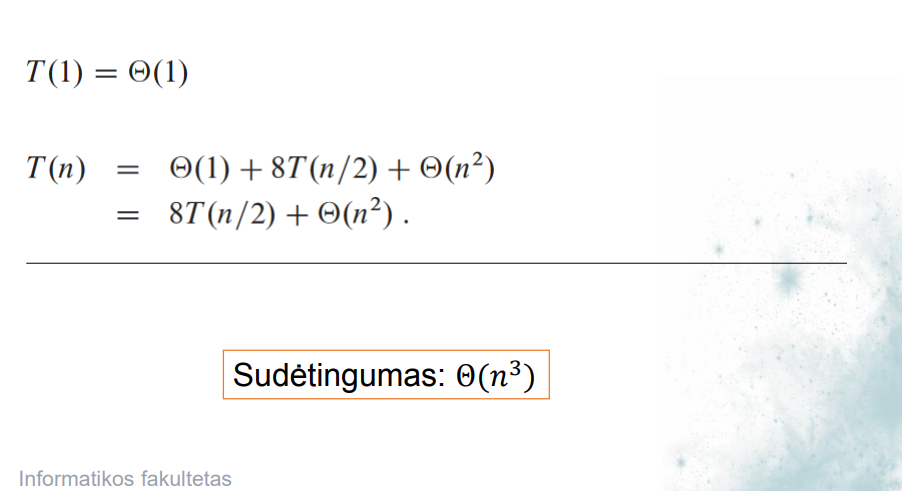 T(1) = Θ(1)
T(n) = Θ(1) + 8T(n/2) + Θ(n²)
= 8T(n/2) + Θ(n²) .
Sudėtingumas: Θ(n³)
Informatikos fakultetas